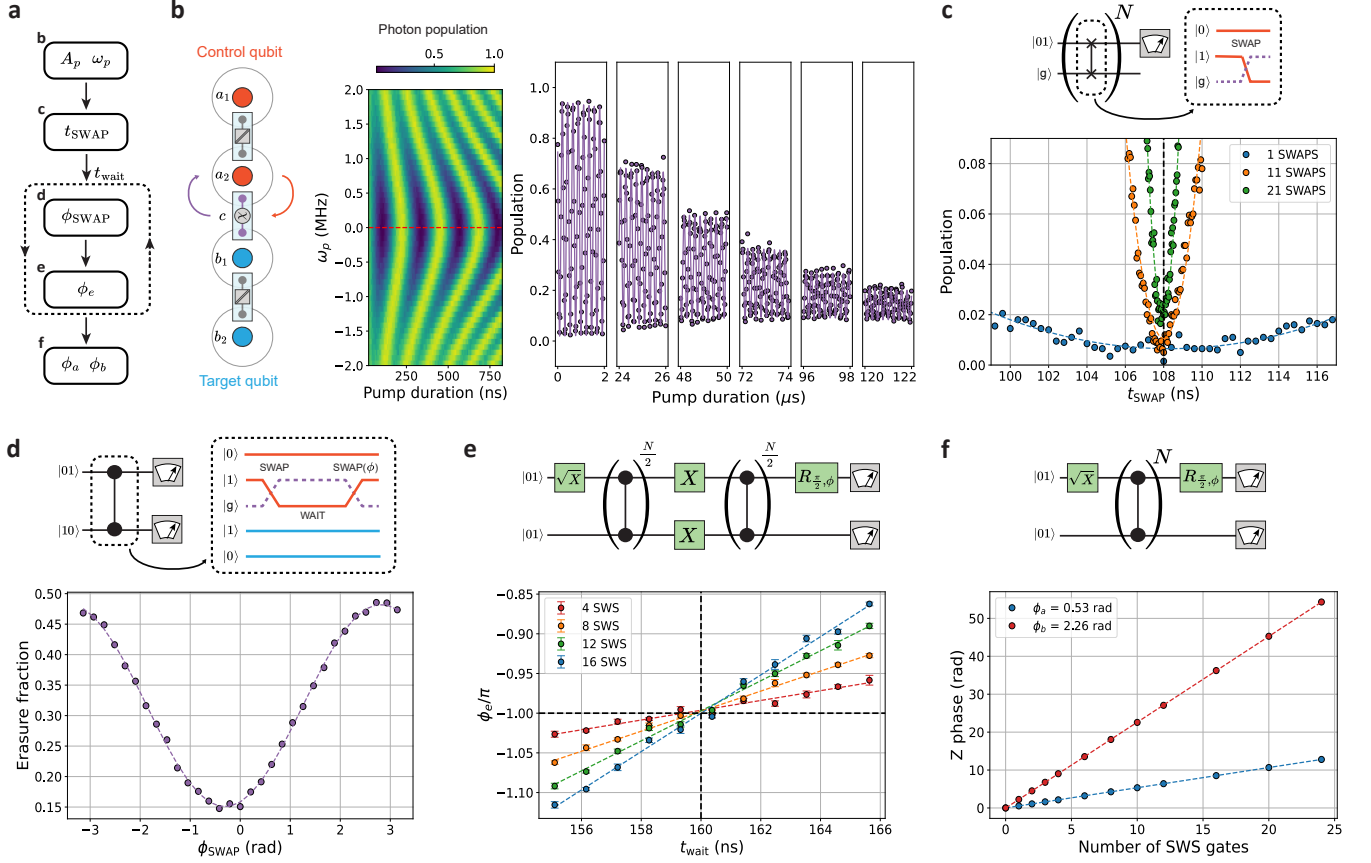 a
b
A_p ω_p
c
t_SWAP
t_wait
d
φ_SWAP
e
φ_e
f
φ_a φ_b
b
Control qubit
a_1
a_2
c
b_1
b_2
Target qubit
Photon population
0.5 1.0
ω_p (MHz)
2.0
1.5
1.0
0.5
0.0
−0.5
−1.0
−1.5
−2.0
250 500 750
Pump duration (ns)
Population
1.0
0.8
0.6
0.4
0.2
0.0
0 2 24 26 48 50 72 74 96 98 120 122
Pump duration (μs)
c
N
|01⟩
|g⟩
|0⟩
SWAP
|1⟩
|g⟩
1 SWAPS
11 SWAPS
21 SWAPS
Population
0.08
0.06
0.04
0.02
0.00
100 102 104 106 108 110 112 114 116
t_SWAP (ns)
d
|01⟩
|10⟩
|0⟩
SWAP SWAP(φ)
|1⟩
|g⟩
WAIT
|1⟩
|0⟩
Erasure fraction
0.50
0.45
0.40
0.35
0.30
0.25
0.20
0.15
−3 −2 −1 0 1 2 3
φ_SWAP (rad)
e
N/2 N/2
|01⟩ √X X R_{π/2,φ}
|01⟩ X
4 SWS
8 SWS
12 SWS
16 SWS
φ_e/π
−0.85
−0.90
−0.95
−1.00
−1.05
−1.10
156 158 160 162 164 166
t_wait (ns)
f
N
|01⟩ √X R_{π/2,φ}
|01⟩
φ_a = 0.53 rad
φ_b = 2.26 rad
Z phase (rad)
50
40
30
20
10
0
0 5 10 15 20 25
Number of SWS gates